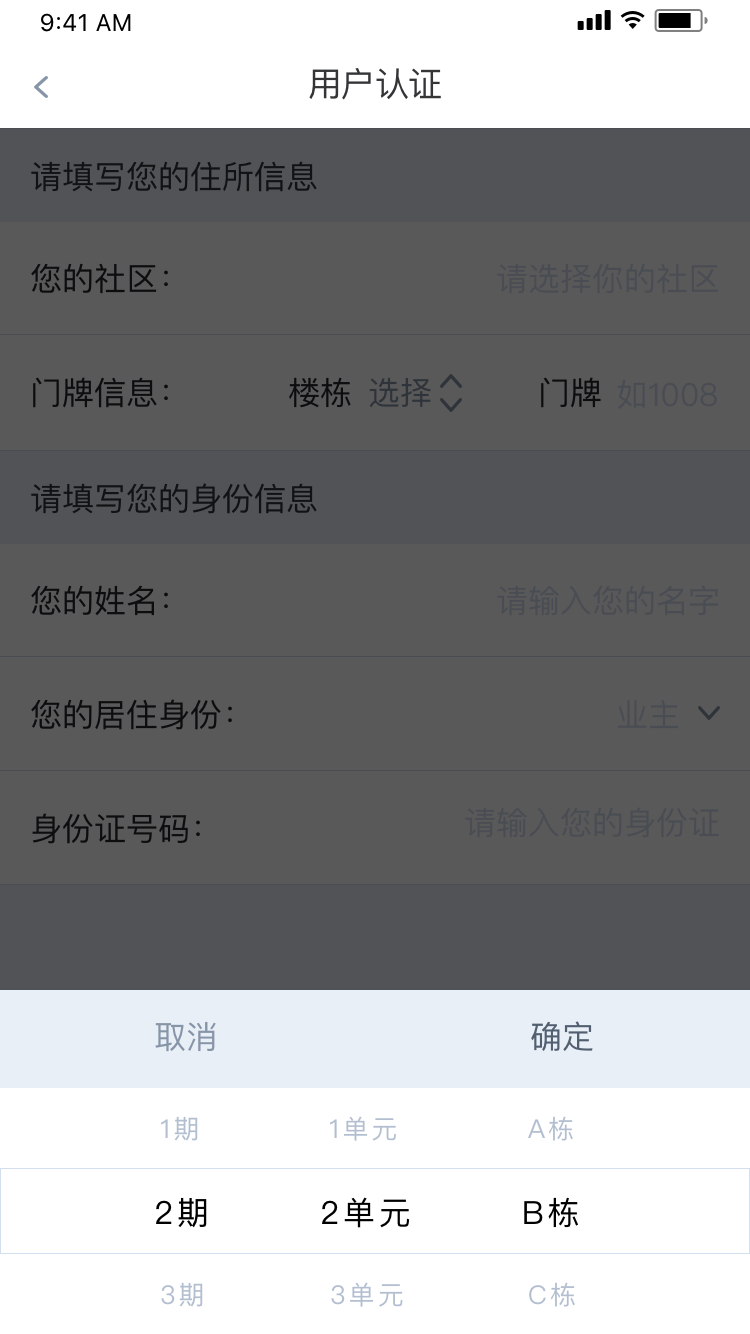 9:41 AM
用户认证
请填写您的住所信息
您的社区： 请选择你的社区
门牌信息： 楼栋 选择 门牌 如1008
请填写您的身份信息
您的姓名： 请输入您的名字
您的居住身份： 业主
身份证号码： 请输入您的身份证
取消 确定
1期 1单元 A栋
2期 2单元 B栋
3期 3单元 C栋